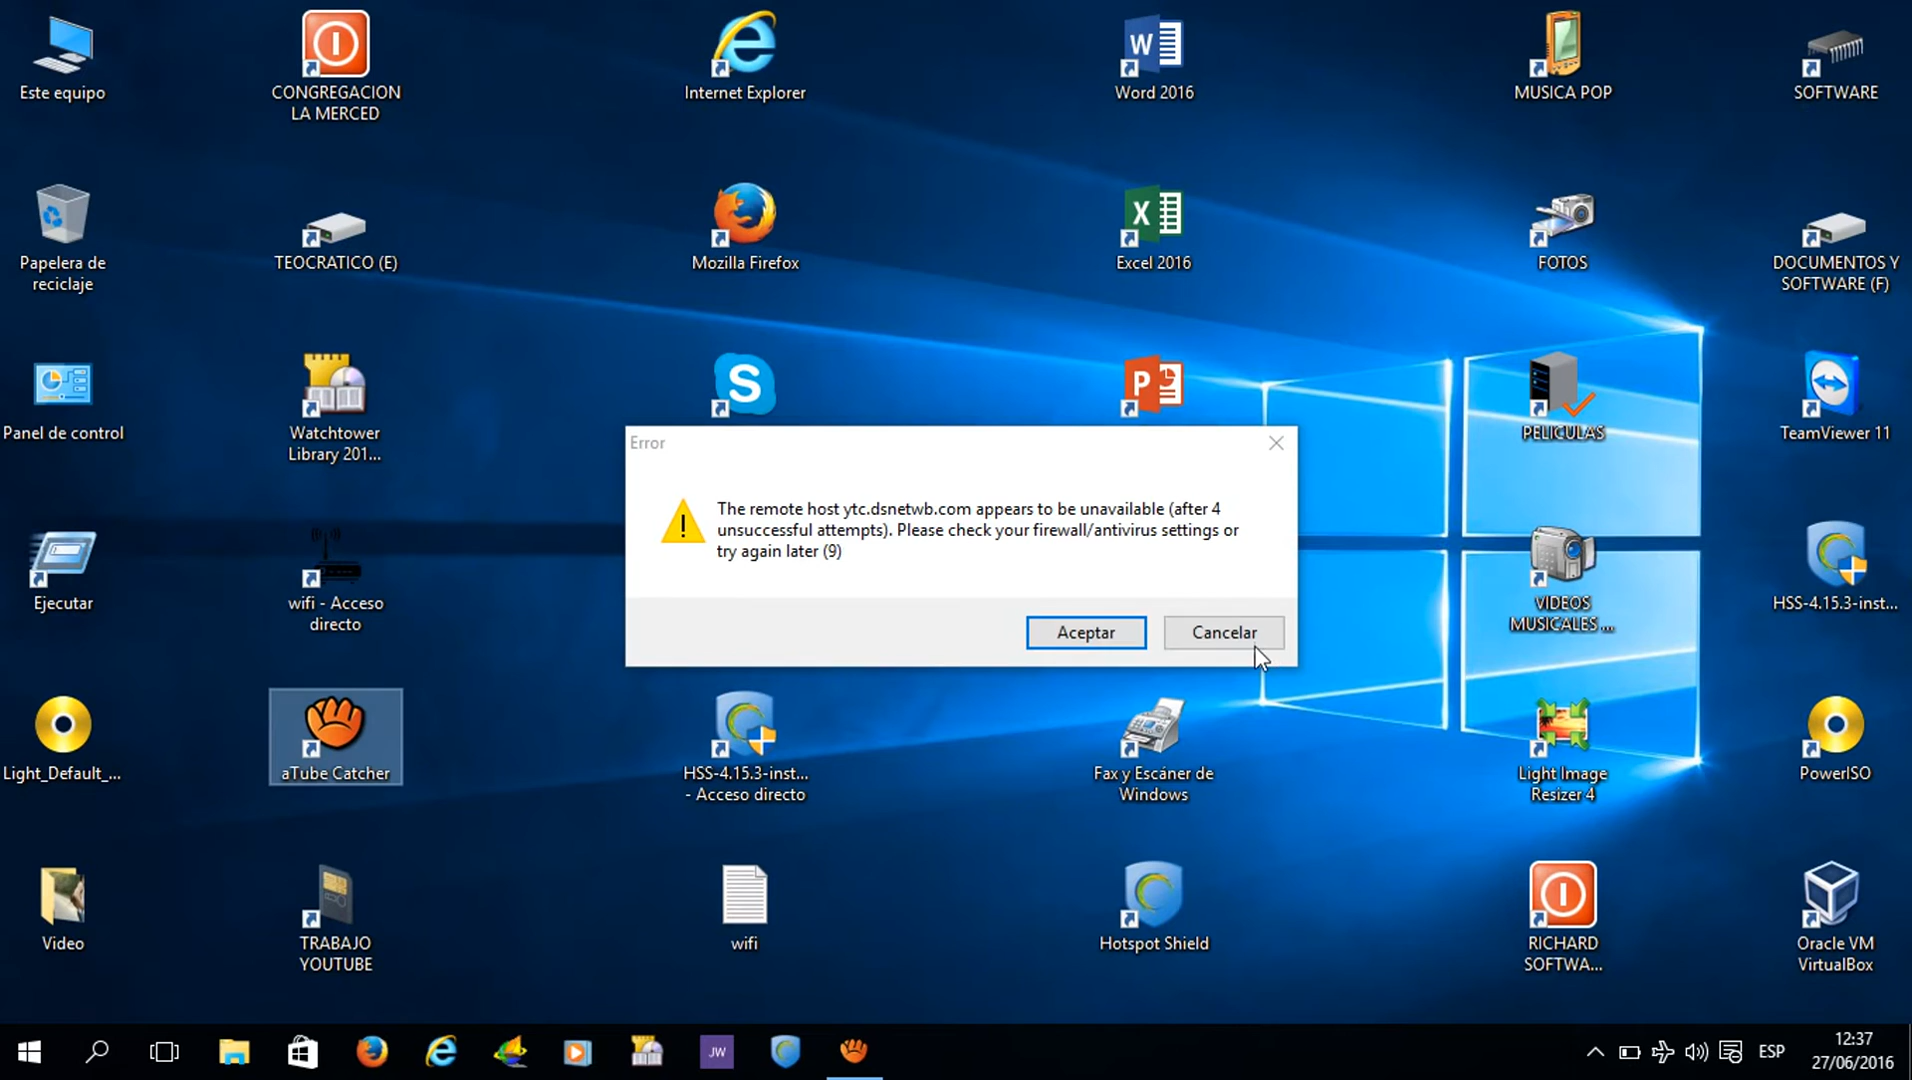 Este equipo
CONGREGACION
LA MERCED
Internet Explorer
W
Word 2016
MUSICA POP
SOFTWARE
Papelera de
reciclaje
TEOCRATICO (E)
Mozilla Firefox
X
Excel 2016
FOTOS
DOCUMENTOS Y
SOFTWARE (F)
Panel de control
Watchtower
Library 201...
S
P
PELICULAS
TeamViewer 11
Error
The remote host ytc.dsnetwb.com appears to be unavailable (after 4
unsuccessful attempts). Please check your firewall/antivirus settings or
try again later (9)
Aceptar
Cancelar
Ejecutar
wifi - Acceso
directo
VIDEOS
MUSICALES ...
HSS-4.15.3-inst...
Light_Default_...
aTube Catcher
HSS-4.15.3-inst...
- Acceso directo
Fax y Escáner de
Windows
Light Image
Resizer 4
PowerISO
Video
TRABAJO
YOUTUBE
wifi
Hotspot Shield
RICHARD
SOFTWA...
Oracle VM
VirtualBox
JW
ESP
12:37
27/06/2016